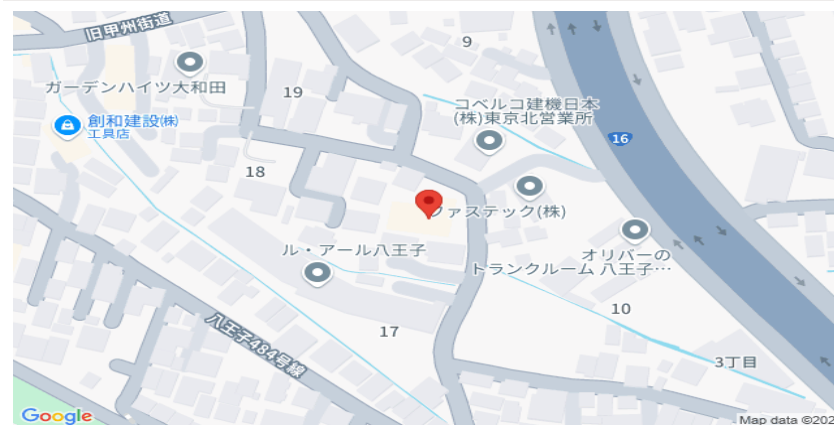 旧甲州街道
9
ガーデンハイツ大和田
19
コベルコ建機日本
(株)東京北営業所
創和建設㈱
工具店
16
18
ファステック(株)
ル・アール八王子
オリバーの
トランクルーム 八王子…
10
17
八王子484号線
3丁目
Google
Map data ©202